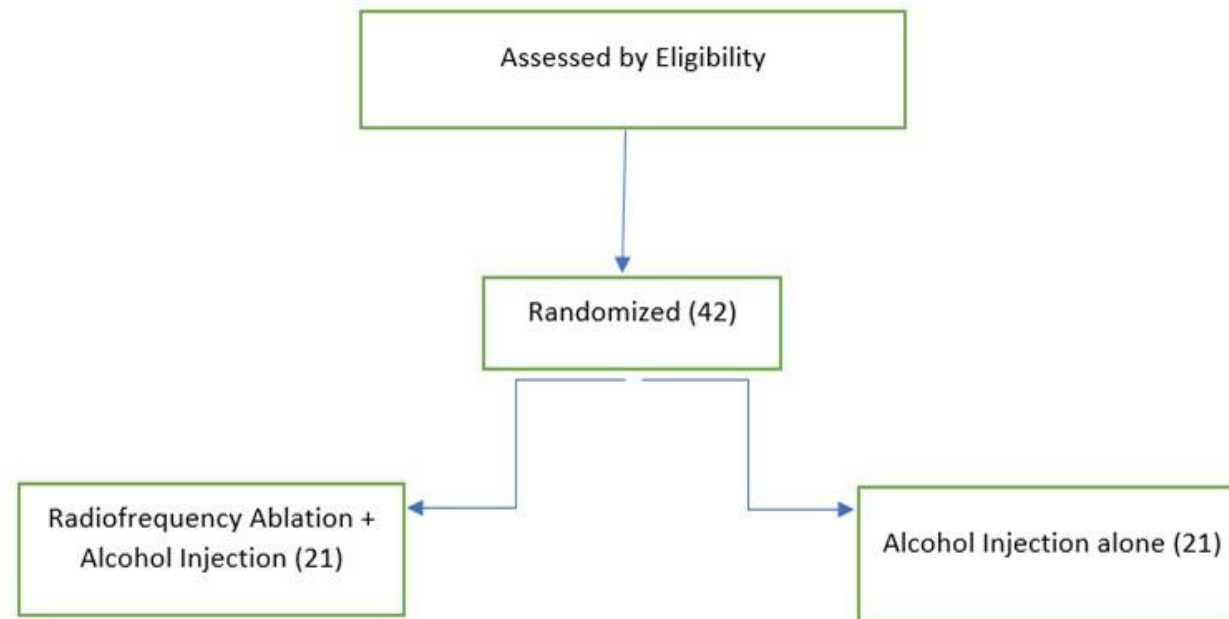 Assessed by Eligibility
Randomized (42)
Radiofrequency Ablation +
Alcohol Injection (21)
Alcohol Injection alone (21)